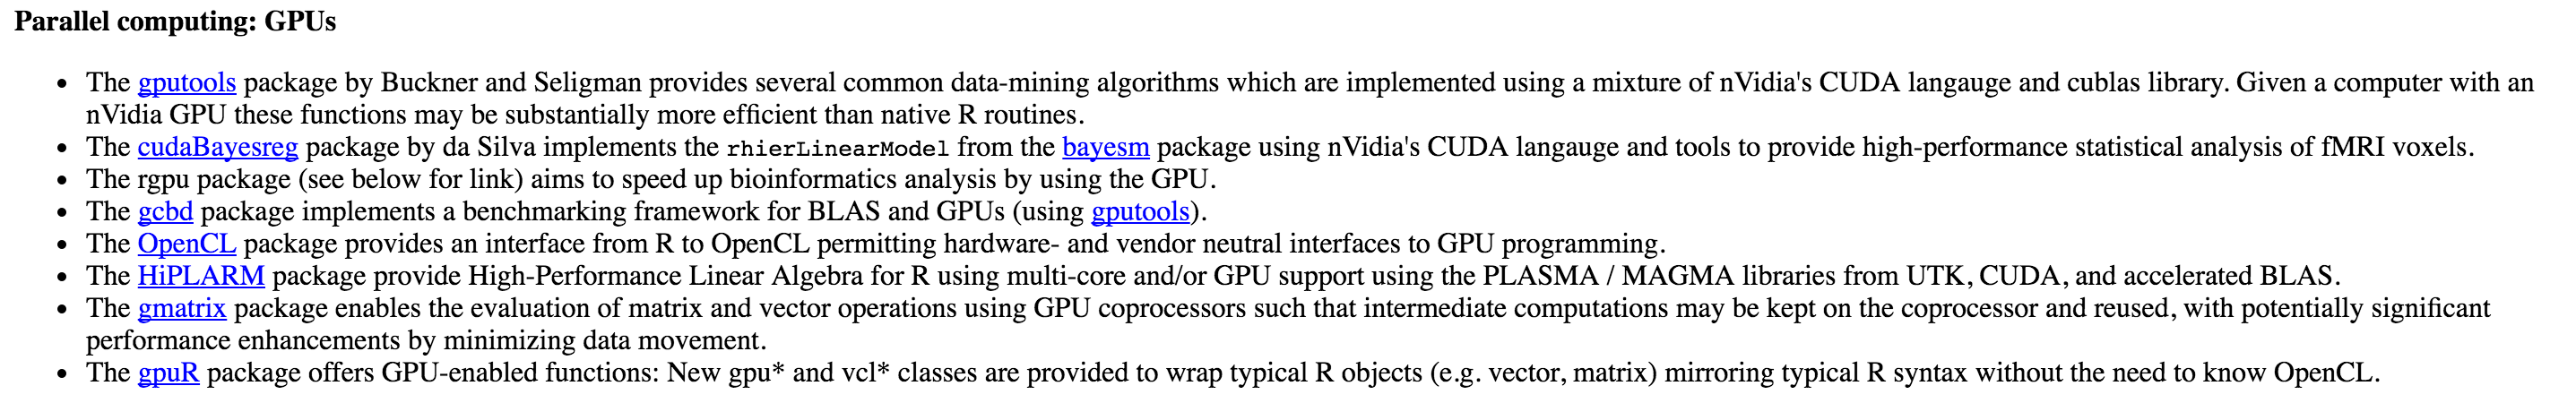 Parallel computing: GPUs
• The gputools package by Buckner and Seligman provides several common data-mining algorithms which are implemented using a mixture of nVidia's CUDA langauge and cublas library. Given a computer with an
nVidia GPU these functions may be substantially more efficient than native R routines.
• The cudaBayesreg package by da Silva implements the rhierLinearModel from the bayesm package using nVidia's CUDA langauge and tools to provide high-performance statistical analysis of fMRI voxels.
• The rgpu package (see below for link) aims to speed up bioinformatics analysis by using the GPU.
• The gcbd package implements a benchmarking framework for BLAS and GPUs (using gputools).
• The OpenCL package provides an interface from R to OpenCL permitting hardware- and vendor neutral interfaces to GPU programming.
• The HiPLARM package provide High-Performance Linear Algebra for R using multi-core and/or GPU support using the PLASMA / MAGMA libraries from UTK, CUDA, and accelerated BLAS.
• The gmatrix package enables the evaluation of matrix and vector operations using GPU coprocessors such that intermediate computations may be kept on the coprocessor and reused, with potentially significant
performance enhancements by minimizing data movement.
• The gpuR package offers GPU-enabled functions: New gpu* and vcl* classes are provided to wrap typical R objects (e.g. vector, matrix) mirroring typical R syntax without the need to know OpenCL.